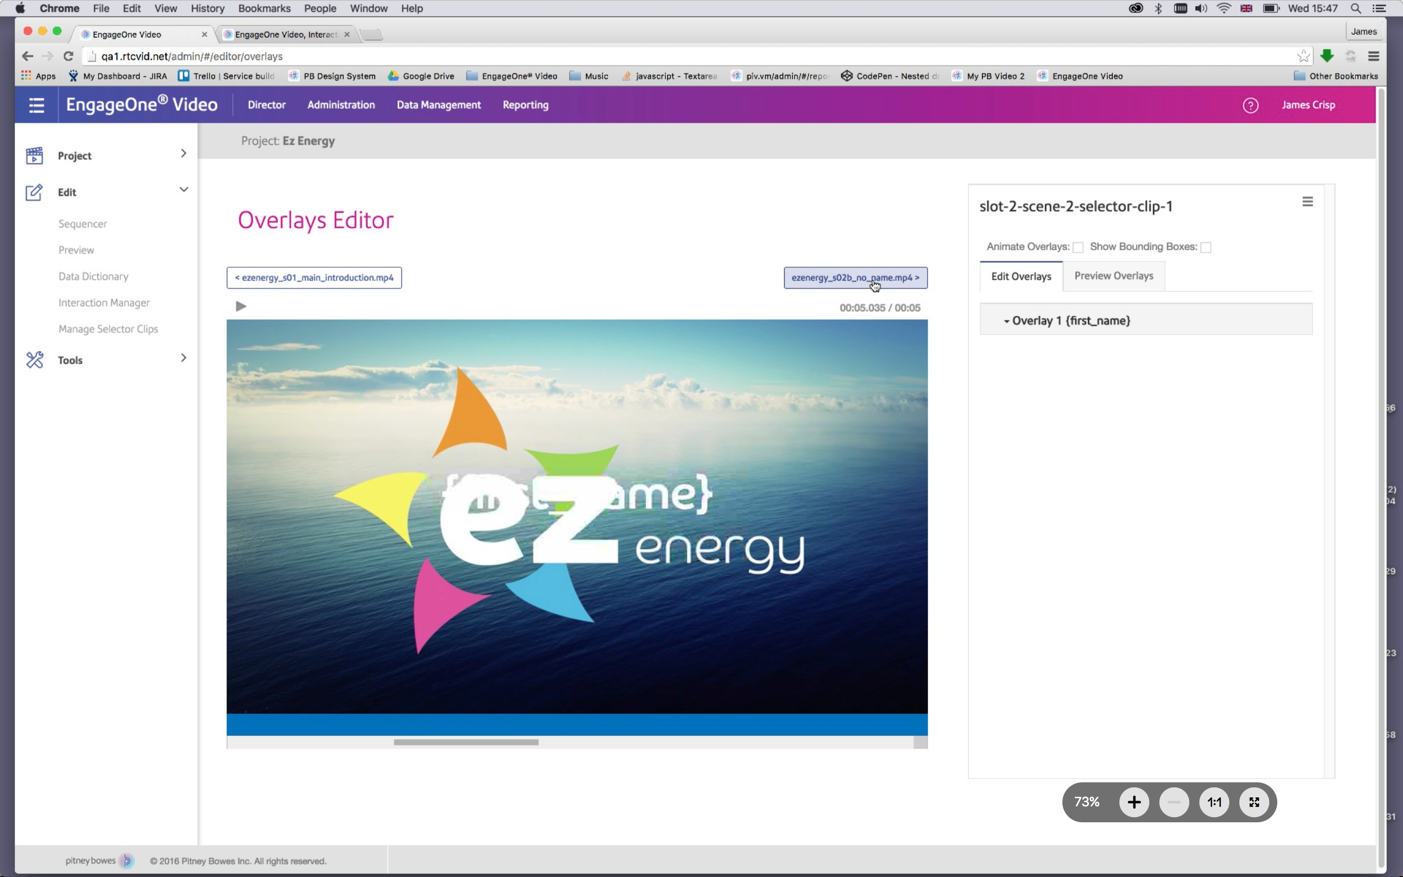 Chrome File Edit View History Bookmarks People Window Help Wed 15:47
EngageOne Video EngageOne Video, Interact James
qa1.rtcvid.net/admin/#/editor/overlays
Apps My Dashboard - JIRA Trello | Service build PB Design System Google Drive EngageOne® Video Music javascript - Textarea piv.vm/admin/#/repo CodePen - Nested d My PB Video 2 EngageOne Video Other Bookmarks
EngageOne® Video Director Administration Data Management Reporting ? James Crisp
Project: Ez Energy
Project
Edit
Sequencer
Preview
Data Dictionary
Interaction Manager
Manage Selector Clips
Tools
Overlays Editor
< ezenergy_s01_main_introduction.mp4
ezenergy_s02b_no_name.mp4 >
00:05.035 / 00:05
{first_name}
ez energy
slot-2-scene-2-selector-clip-1
Animate Overlays: Show Bounding Boxes:
Edit Overlays Preview Overlays
Overlay 1 {first_name}
73% + − 1:1
pitney bowes © 2016 Pitney Bowes Inc. All rights reserved.